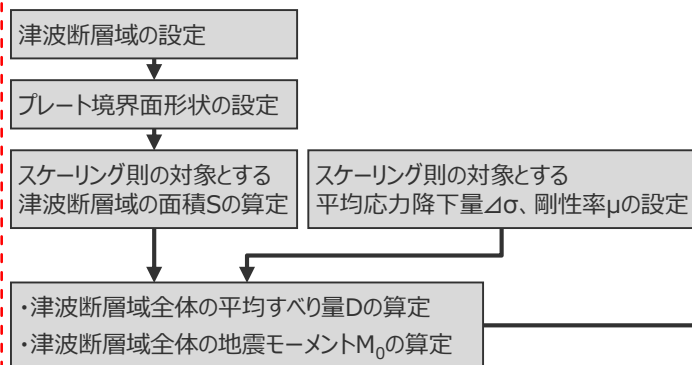 津波断層域の設定
プレート境界面形状の設定
スケーリング則の対象とする
津波断層域の面積Sの算定
スケーリング則の対象とする
平均応力降下量⊿σ、剛性率μの設定
・津波断層域全体の平均すべり量Dの算定
・津波断層域全体の地震モーメントM₀の算定